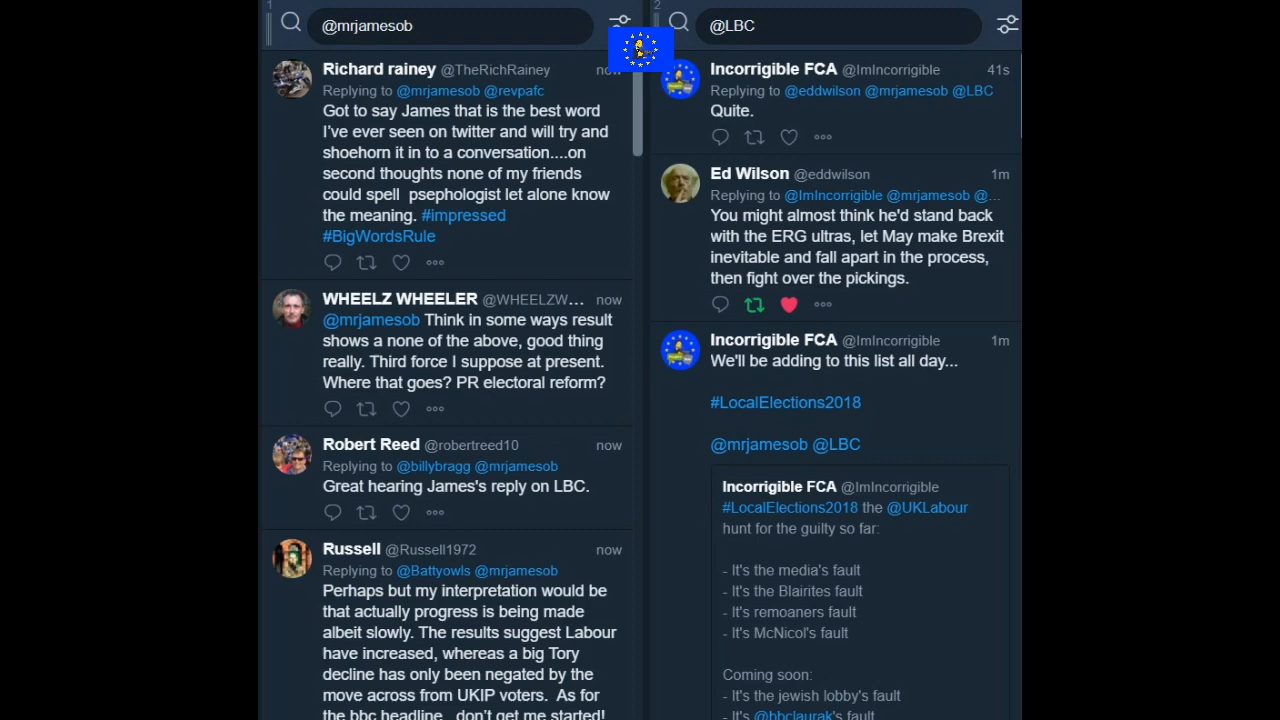 1
@mrjamesob
Richard rainey @TheRichRainey now
Replying to @mrjamesob @revpafc
Got to say James that is the best word
I've ever seen on twitter and will try and
shoehorn it in to a conversation....on
second thoughts none of my friends
could spell psephologist let alone know
the meaning. #impressed
#BigWordsRule
WHEELZ WHEELER @WHEELZW... now
@mrjamesob Think in some ways result
shows a none of the above, good thing
really. Third force I suppose at present.
Where that goes? PR electoral reform?
Robert Reed @robertreed10 now
Replying to @billybragg @mrjamesob
Great hearing James's reply on LBC.
Russell @Russell1972 now
Replying to @Battyowls @mrjamesob
Perhaps but my interpretation would be
that actually progress is being made
albeit slowly. The results suggest Labour
have increased, whereas a big Tory
decline has only been negated by the
move across from UKIP voters. As for
the bbc headline.. don't get me started!
2
@LBC
Incorrigible FCA @ImIncorrigible 41s
Replying to @eddwilson @mrjamesob @LBC
Quite.
Ed Wilson @eddwilson 1m
Replying to @ImIncorrigible @mrjamesob @...
You might almost think he'd stand back
with the ERG ultras, let May make Brexit
inevitable and fall apart in the process,
then fight over the pickings.
Incorrigible FCA @ImIncorrigible 1m
We'll be adding to this list all day...
#LocalElections2018
@mrjamesob @LBC
Incorrigible FCA @ImIncorrigible
#LocalElections2018 the @UKLabour
hunt for the guilty so far:
- It's the media's fault
- It's the Blairites fault
- It's remoaners fault
- It's McNicol's fault
Coming soon:
- It's the jewish lobby's fault
- It's @bbclaurak's fault